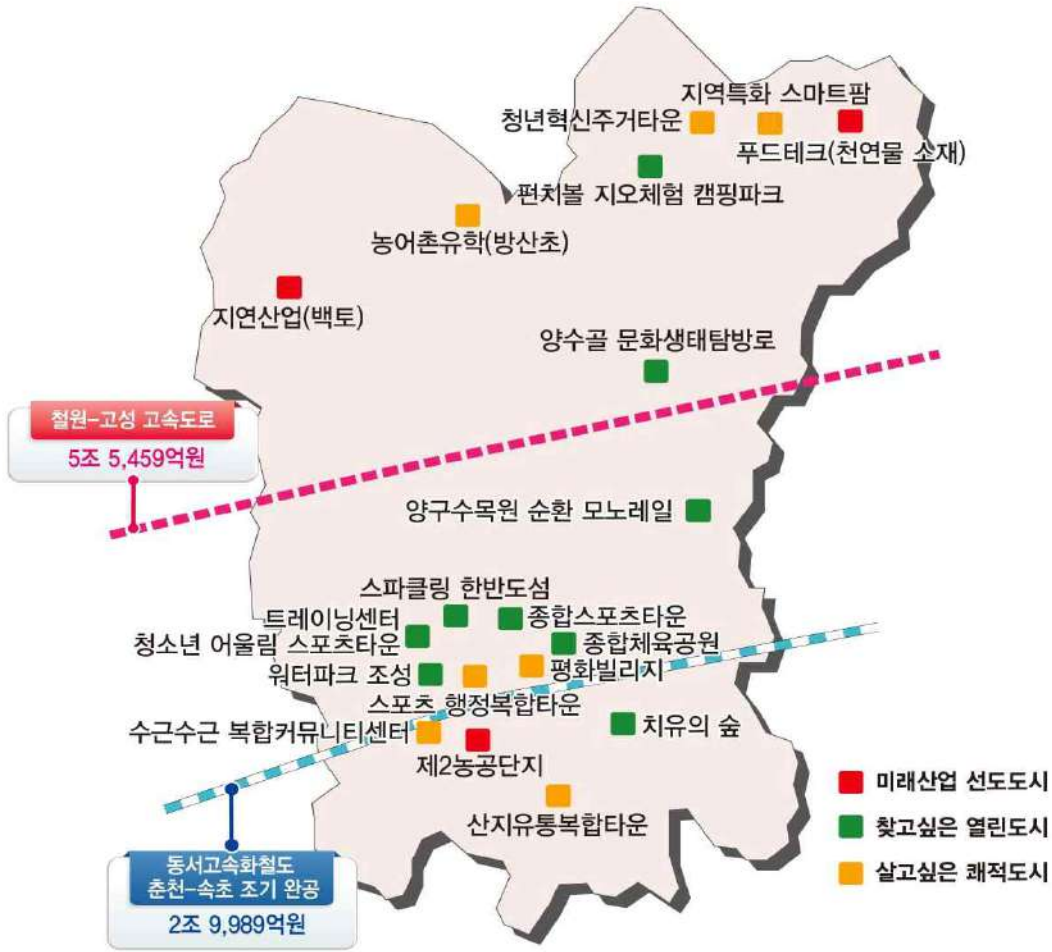 지역특화 스마트팜
청년혁신주거타운
푸드테크(천연물 소재)
펀치볼 지오체험 캠핑파크
농어촌유학(방산초)
지연산업(백토)
양수골 문화생태탐방로
철원-고성 고속도로
5조 5,459억원
양구수목원 순환 모노레일
스파클링 한반도섬
트레이닝센터
종합스포츠타운
청소년 어울림 스포츠타운
종합체육공원
워터파크 조성
평화빌리지
스포츠 행정복합타운
수근수근 복합커뮤니티센터
치유의 숲
제2농공단지
산지유통복합타운
미래산업 선도도시
찾고싶은 열린도시
살고싶은 쾌적도시
동서고속화철도
춘천-속초 조기 완공
2조 9,989억원